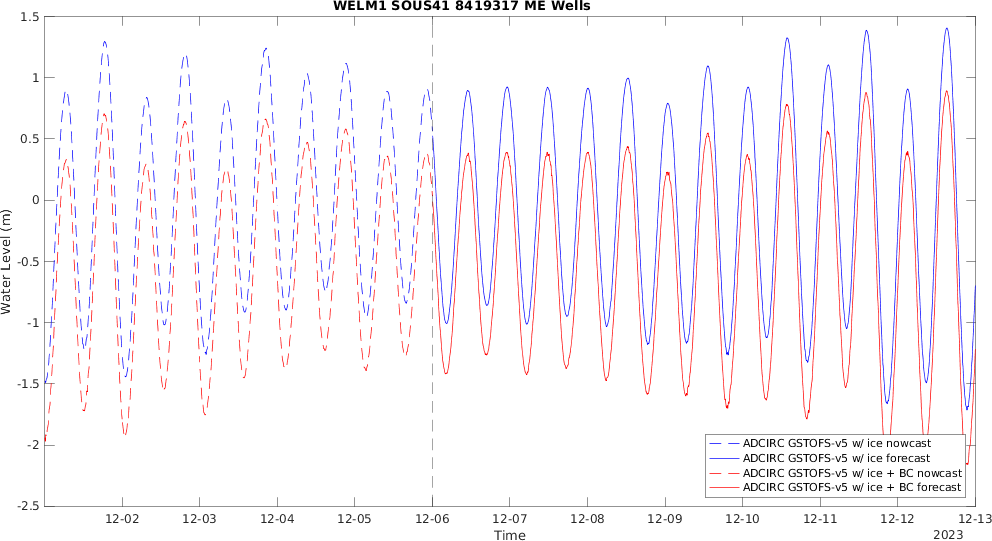 WELM1 SOUS41 8419317 ME Wells
1.5
1
0.5
0
-0.5
-1
-1.5
-2
-2.5
Water Level (m)
12-02 12-03 12-04 12-05 12-06 12-07 12-08 12-09 12-10 12-11 12-12 12-13
2023
Time
ADCIRC GSTOFS-v5 w/ ice nowcast
ADCIRC GSTOFS-v5 w/ ice forecast
ADCIRC GSTOFS-v5 w/ ice + BC nowcast
ADCIRC GSTOFS-v5 w/ ice + BC forecast